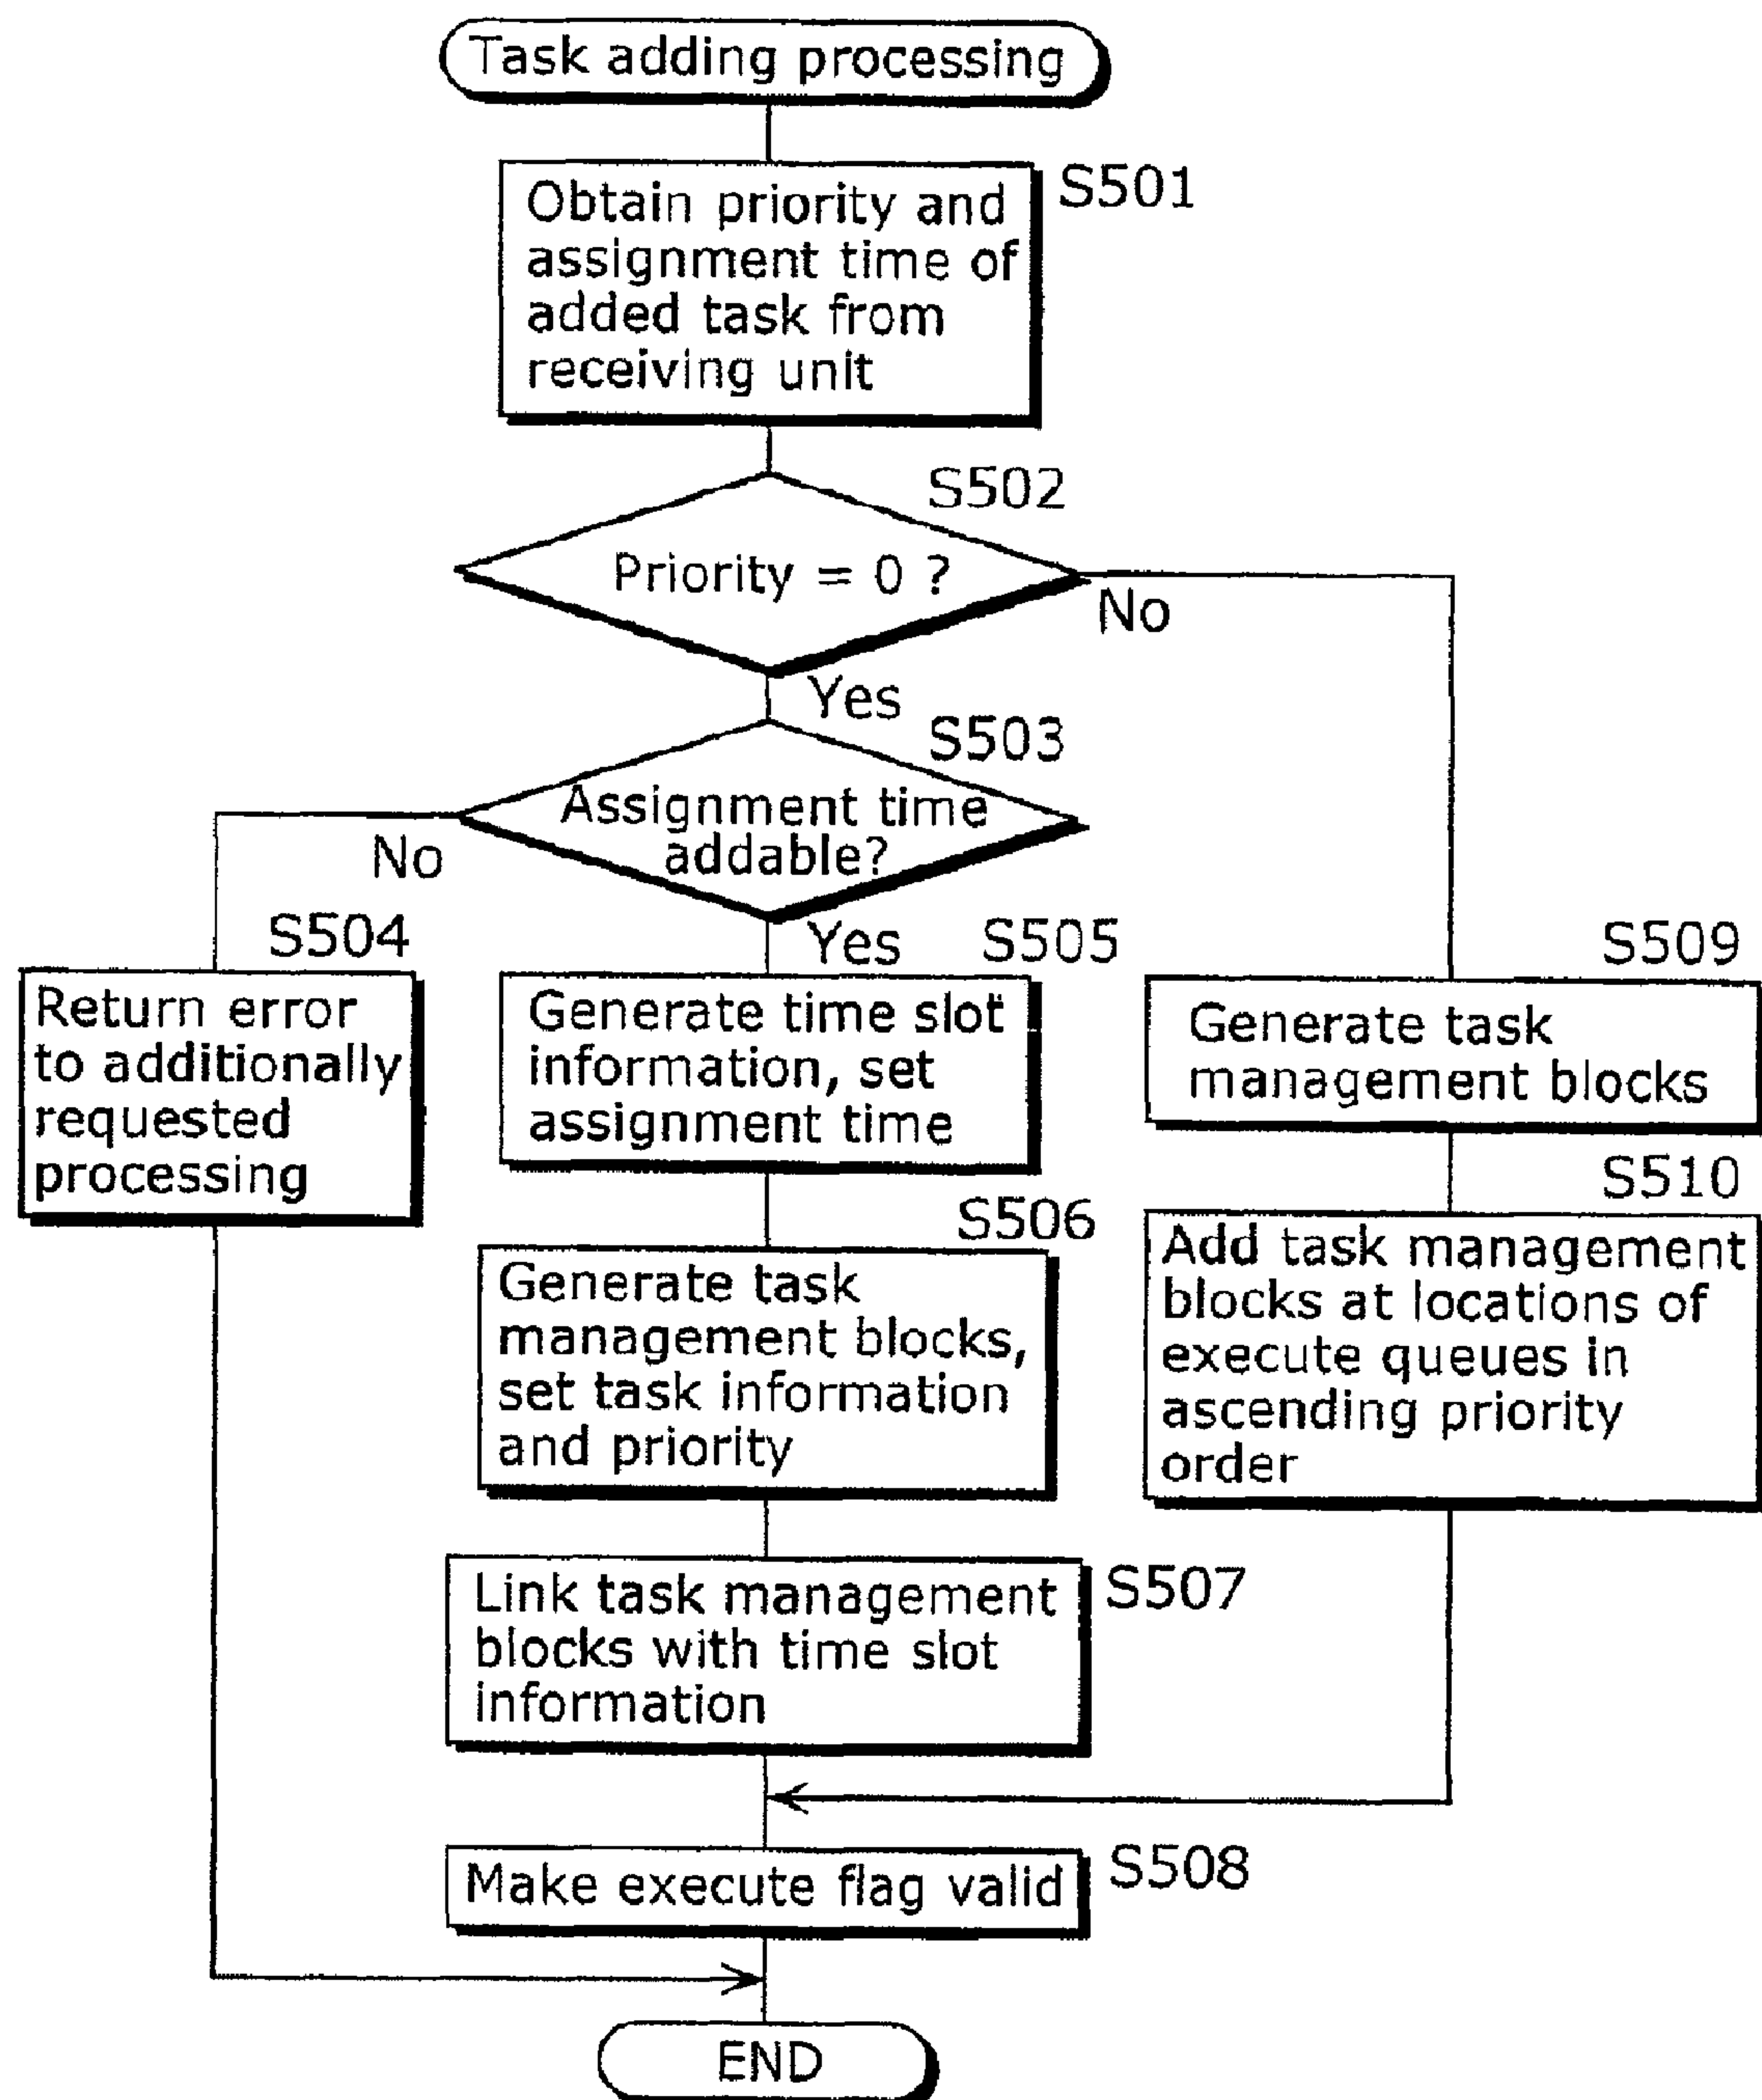 Task adding processing
S501
Obtain priority and
assignment time of
added task from
receiving unit
S502
Priority = 0 ?
No
Yes
S503
Assignment time
addable?
No
Yes
S504
Return error
to additionally
requested
processing
S505
Generate time slot
information, set
assignment time
S509
Generate task
management blocks
S506
Generate task
management blocks,
set task information
and priority
S510
Add task management
blocks at locations of
execute queues in
ascending priority
order
Link task management
blocks with time slot
information
S507
Make execute flag valid
S508
END